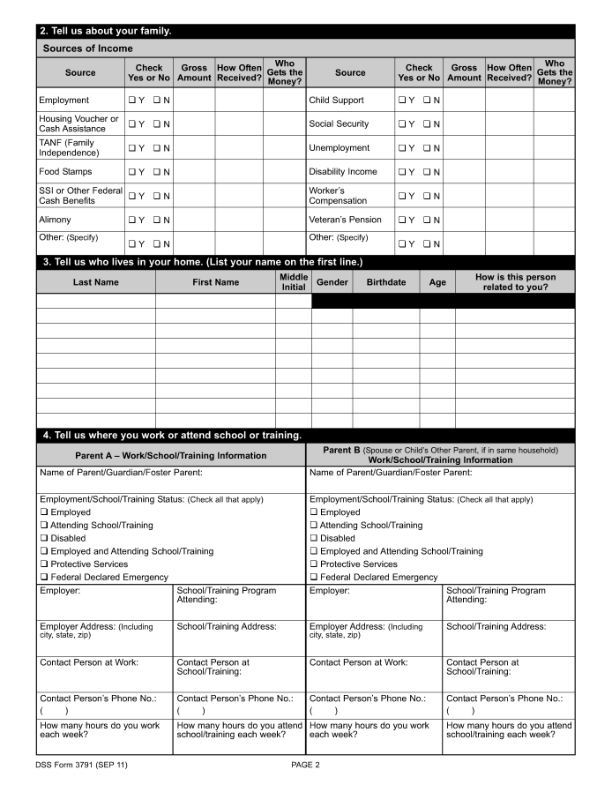 2. Tell us about your family.
Sources of Income
Source
Check Yes or No
Gross Amount
How Often Received?
Who Gets the Money?
Source
Check Yes or No
Gross Amount
How Often Received?
Who Gets the Money?
Employment ❑ Y ❑ N
Child Support ❑ Y ❑ N
Housing Voucher or
Cash Assistance ❑ Y ❑ N
Social Security ❑ Y ❑ N
TANF (Family
Independence) ❑ Y ❑ N
Unemployment ❑ Y ❑ N
Food Stamps ❑ Y ❑ N
Disability Income ❑ Y ❑ N
SSI or Other Federal
Cash Benefits ❑ Y ❑ N
Worker's
Compensation ❑ Y ❑ N
Alimony ❑ Y ❑ N
Veteran's Pension ❑ Y ❑ N
Other: (Specify) ❑ Y ❑ N
Other: (Specify) ❑ Y ❑ N
3. Tell us who lives in your home. (List your name on the first line.)
Last Name
First Name
Middle
Initial
Gender
Birthdate
Age
How is this person
related to you?
4. Tell us where you work or attend school or training.
Parent A – Work/School/Training Information
Parent B (Spouse or Child's Other Parent, if in same household)
Work/School/Training Information
Name of Parent/Guardian/Foster Parent:
Name of Parent/Guardian/Foster Parent:
Employment/School/Training Status: (Check all that apply)
❑ Employed
❑ Attending School/Training
❑ Disabled
❑ Employed and Attending School/Training
❑ Protective Services
❑ Federal Declared Emergency
Employment/School/Training Status: (Check all that apply)
❑ Employed
❑ Attending School/Training
❑ Disabled
❑ Employed and Attending School/Training
❑ Protective Services
❑ Federal Declared Emergency
Employer:
School/Training Program
Attending:
Employer:
School/Training Program
Attending:
Employer Address: (Including
city, state, zip)
School/Training Address:
Employer Address: (Including
city, state, zip)
School/Training Address:
Contact Person at Work:
Contact Person at
School/Training:
Contact Person at Work:
Contact Person at
School/Training:
Contact Person's Phone No.:
( )
Contact Person's Phone No.:
( )
Contact Person's Phone No.:
( )
Contact Person's Phone No.:
( )
How many hours do you work
each week?
How many hours do you attend
school/training each week?
How many hours do you work
each week?
How many hours do you attend
school/training each week?
DSS Form 3791 (SEP 11)
PAGE 2